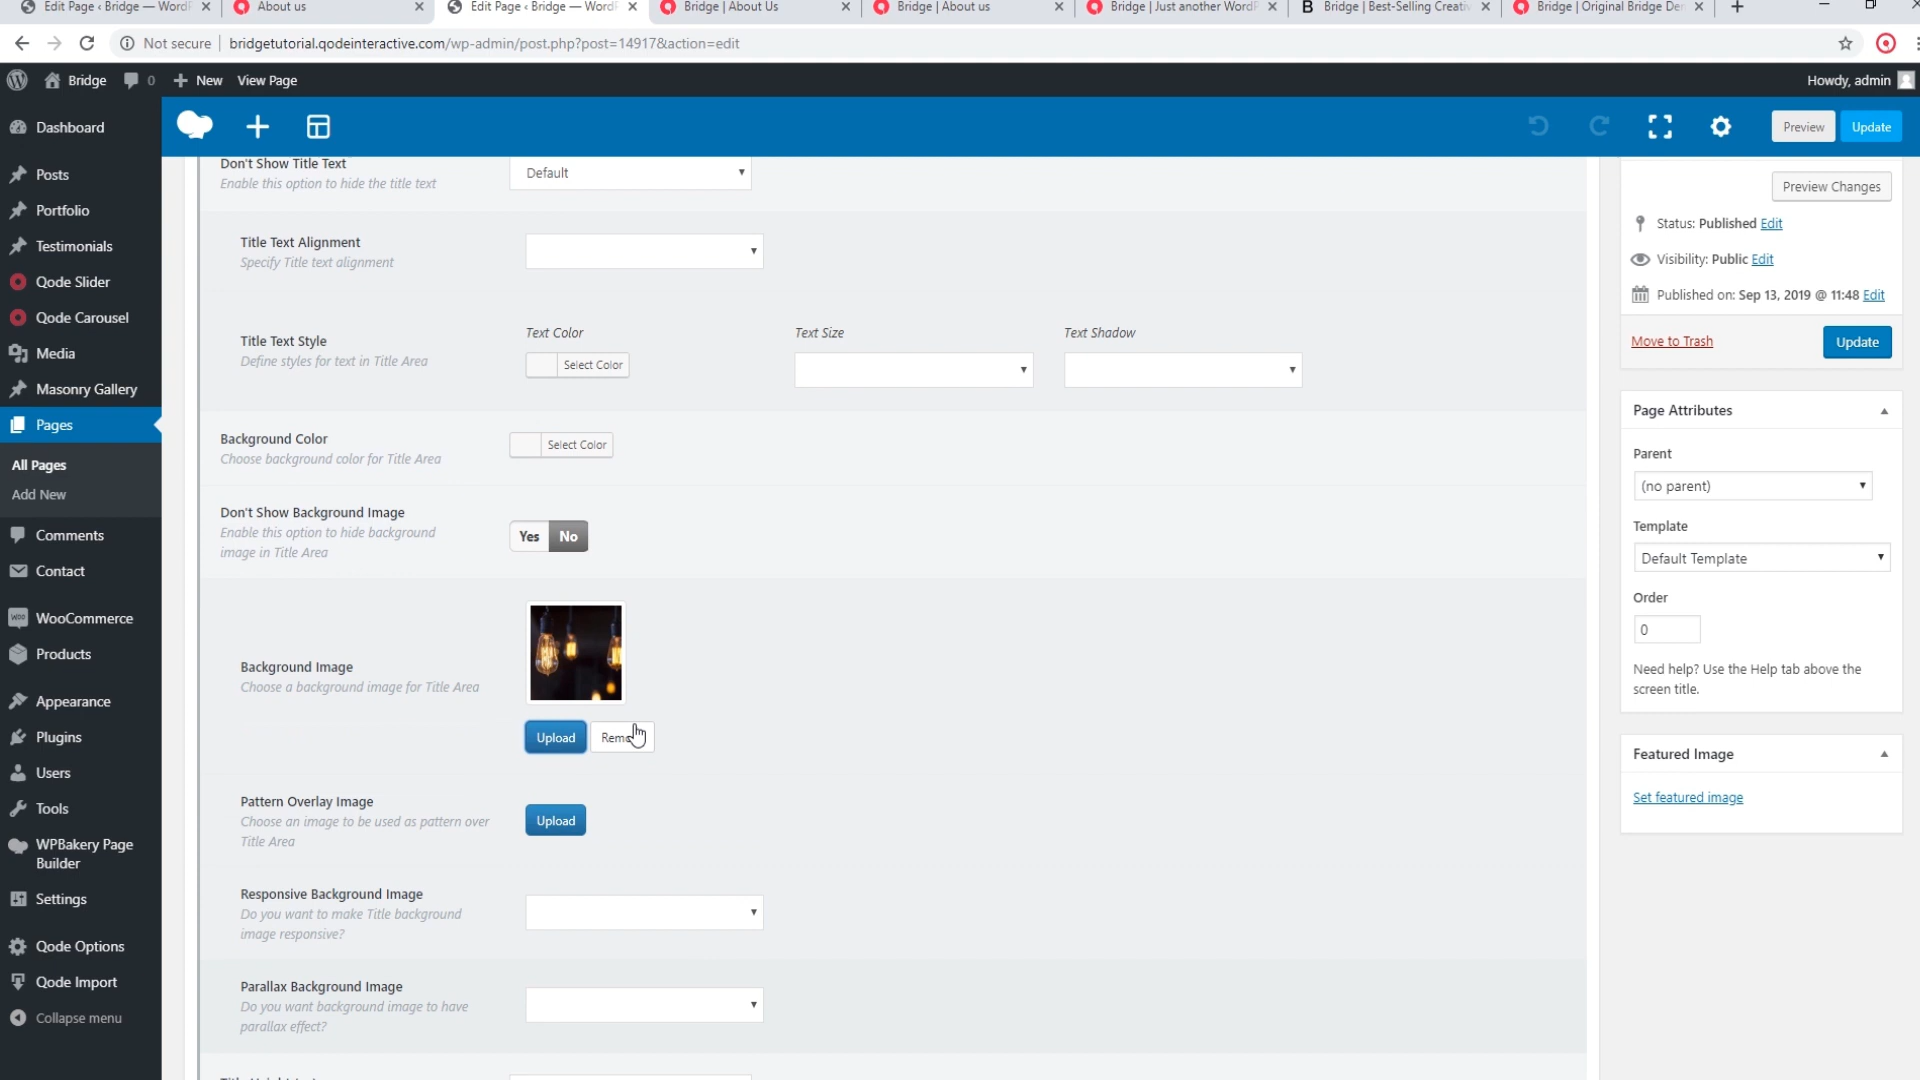 Edit Page ‹ Bridge — WordP
About us
Edit Page ‹ Bridge — WordP
Bridge | About Us
Bridge | About us
Bridge | Just another WordP
B Bridge | Best-Selling Creativ
Bridge | Original Bridge Dem
Not secure bridgetutorial.qodeinteractive.com/wp-admin/post.php?post=14917&action=edit
Bridge 0 New View Page Howdy, admin
Preview Update
Dashboard
Posts
Portfolio
Testimonials
Qode Slider
Qode Carousel
Media
Masonry Gallery
Pages
All Pages
Add New
Comments
Contact
WooCommerce
Products
Appearance
Plugins
Users
Tools
WPBakery Page
Builder
Settings
Qode Options
Qode Import
Collapse menu
Don't Show Title Text
Enable this option to hide the title text
Default
Title Text Alignment
Specify Title text alignment
Title Text Style
Define styles for text in Title Area
Text Color
Select Color
Text Size
Text Shadow
Background Color
Choose background color for Title Area
Select Color
Don't Show Background Image
Enable this option to hide background
image in Title Area
Yes No
Background Image
Choose a background image for Title Area
Upload
Pattern Overlay Image
Choose an image to be used as pattern over
Title Area
Upload
Responsive Background Image
Do you want to make Title background
image responsive?
Parallax Background Image
Do you want background image to have
parallax effect?
Preview Changes
Status: Published Edit
Visibility: Public Edit
Published on: Sep 13, 2019 @ 11:48 Edit
Move to Trash
Update
Page Attributes
Parent
(no parent)
Template
Default Template
Order
0
Need help? Use the Help tab above the
screen title.
Featured Image
Set featured image